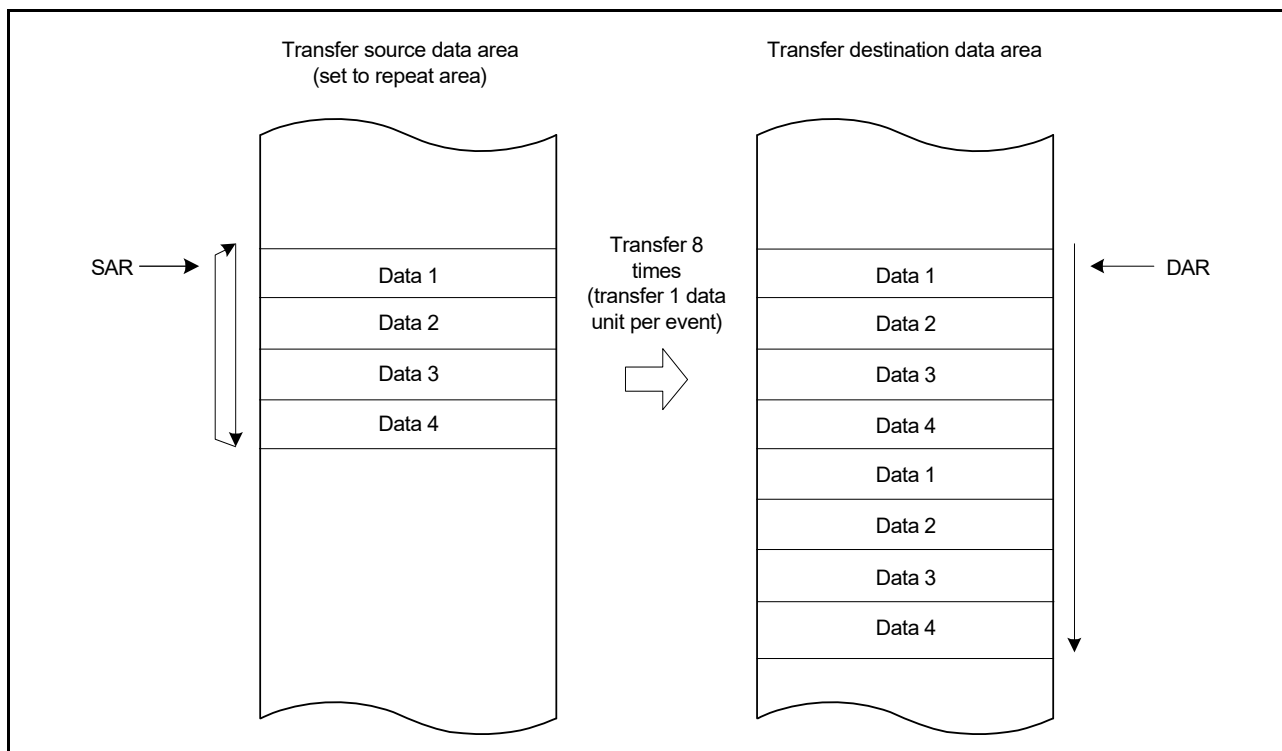 Transfer source data area
(set to repeat area)
Transfer destination data area
SAR
Data 1
Data 2
Data 3
Data 4
Transfer 8
times
(transfer 1 data
unit per event)
Data 1
Data 2
Data 3
Data 4
Data 1
Data 2
Data 3
Data 4
DAR